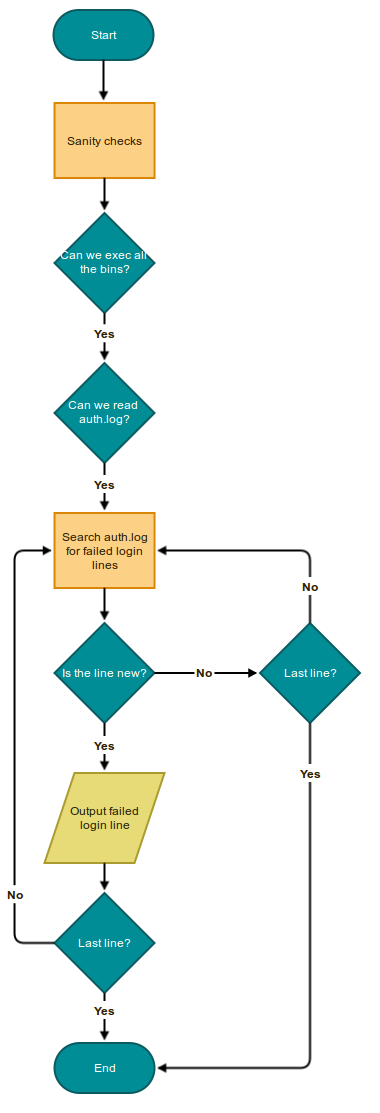 Start
Sanity checks
Can we exec all
the bins?
Yes
Can we read
auth.log?
Yes
Search auth.log
for failed login
lines
No
Is the line new?
No
Last line?
Yes
Yes
Output failed
login line
No
Last line?
Yes
End